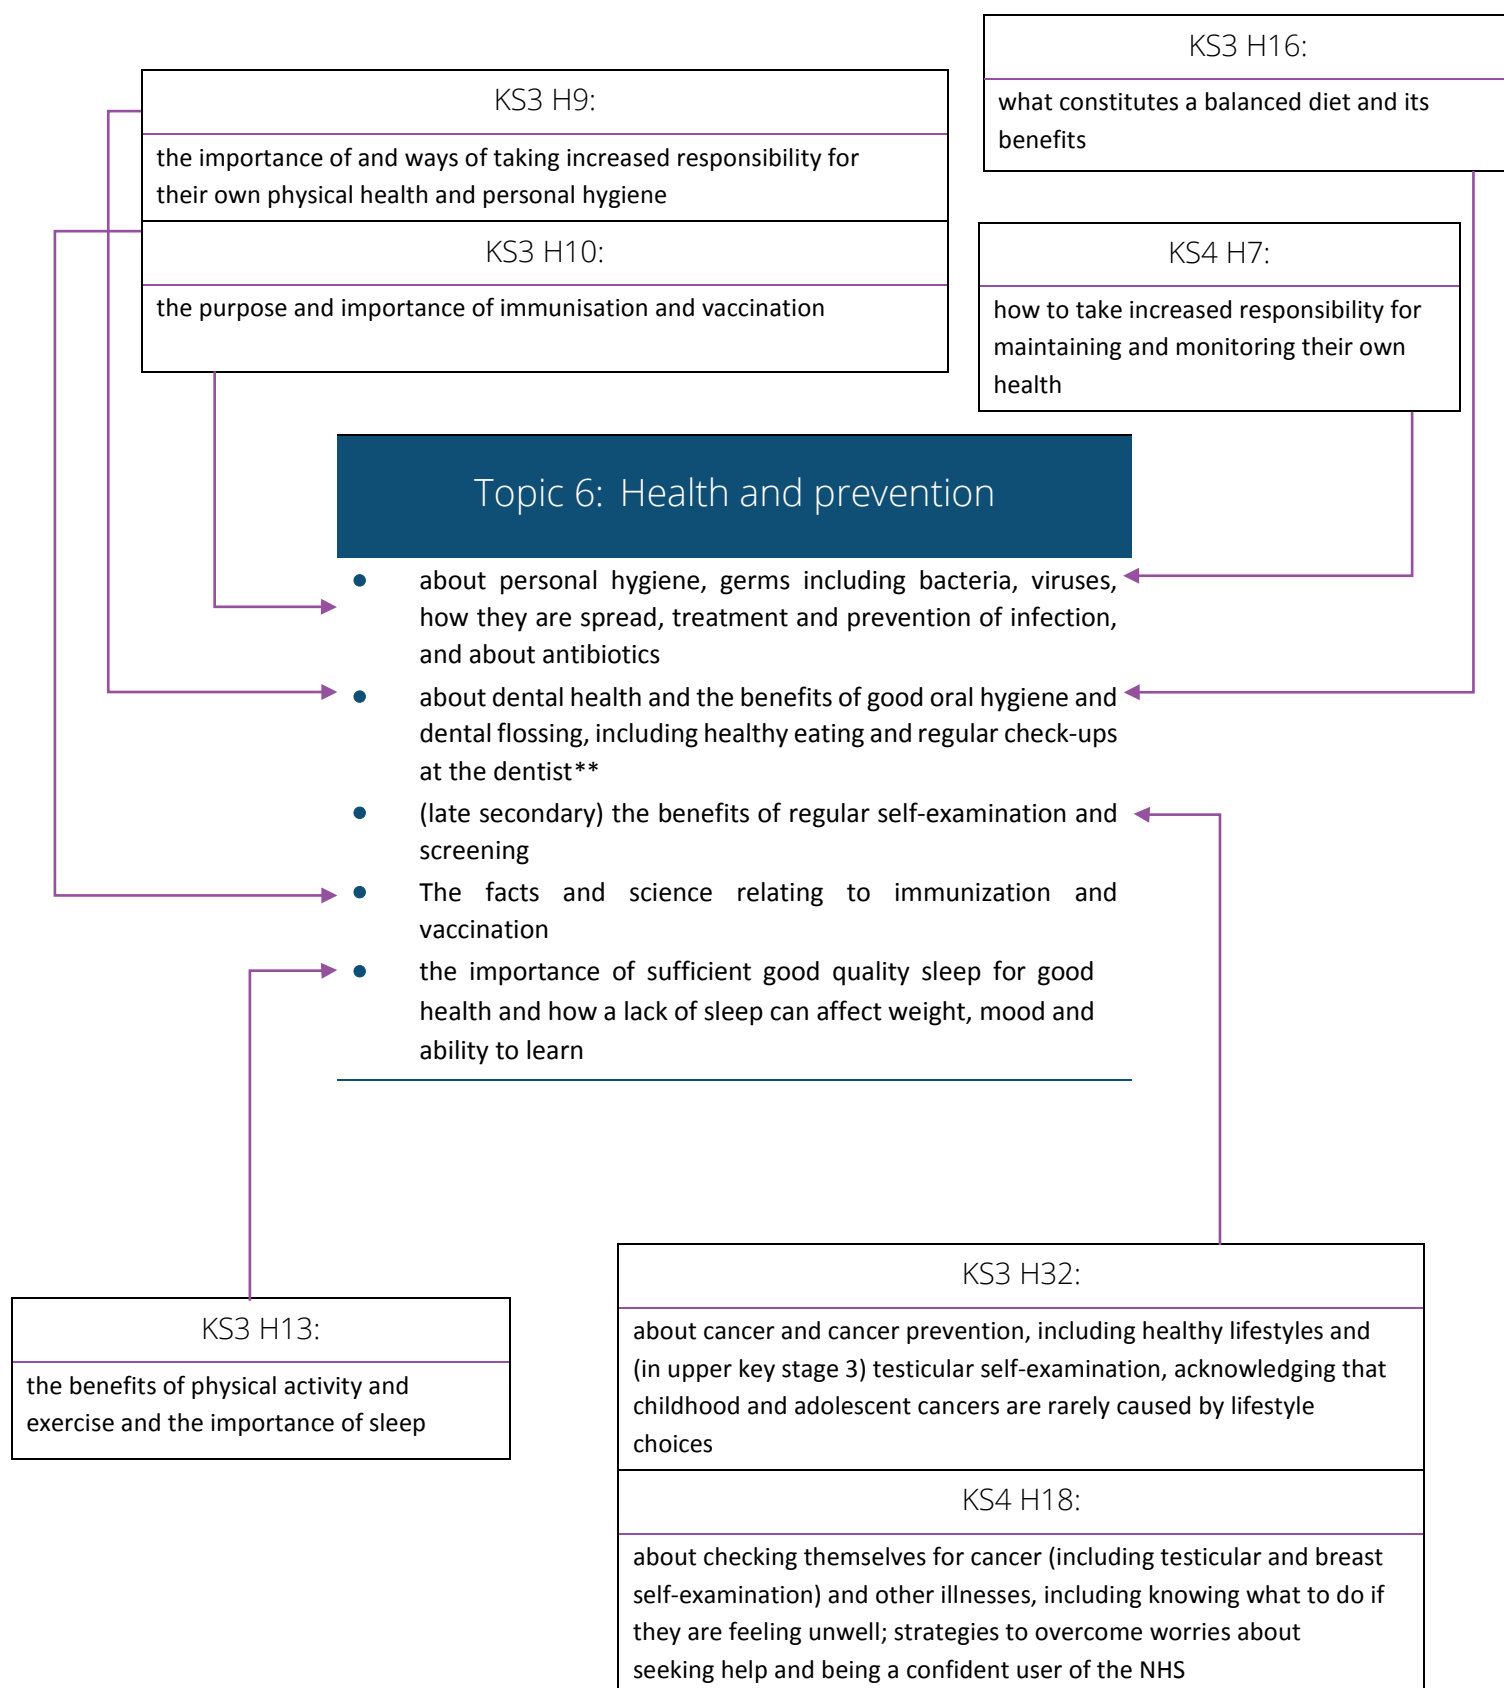 KS3 H16:
what constitutes a balanced diet and its
benefits
KS3 H9:
the importance of and ways of taking increased responsibility for
their own physical health and personal hygiene
KS3 H10:
the purpose and importance of immunisation and vaccination
KS4 H7:
how to take increased responsibility for
maintaining and monitoring their own
health
Topic 6: Health and prevention
● about personal hygiene, germs including bacteria, viruses,
how they are spread, treatment and prevention of infection,
and about antibiotics
● about dental health and the benefits of good oral hygiene and
dental flossing, including healthy eating and regular check-ups
at the dentist**
● (late secondary) the benefits of regular self-examination and
screening
● The facts and science relating to immunization and
vaccination
● the importance of sufficient good quality sleep for good
health and how a lack of sleep can affect weight, mood and
ability to learn
KS3 H13:
the benefits of physical activity and
exercise and the importance of sleep
KS3 H32:
about cancer and cancer prevention, including healthy lifestyles and
(in upper key stage 3) testicular self-examination, acknowledging that
childhood and adolescent cancers are rarely caused by lifestyle
choices
KS4 H18:
about checking themselves for cancer (including testicular and breast
self-examination) and other illnesses, including knowing what to do if
they are feeling unwell; strategies to overcome worries about
seeking help and being a confident user of the NHS